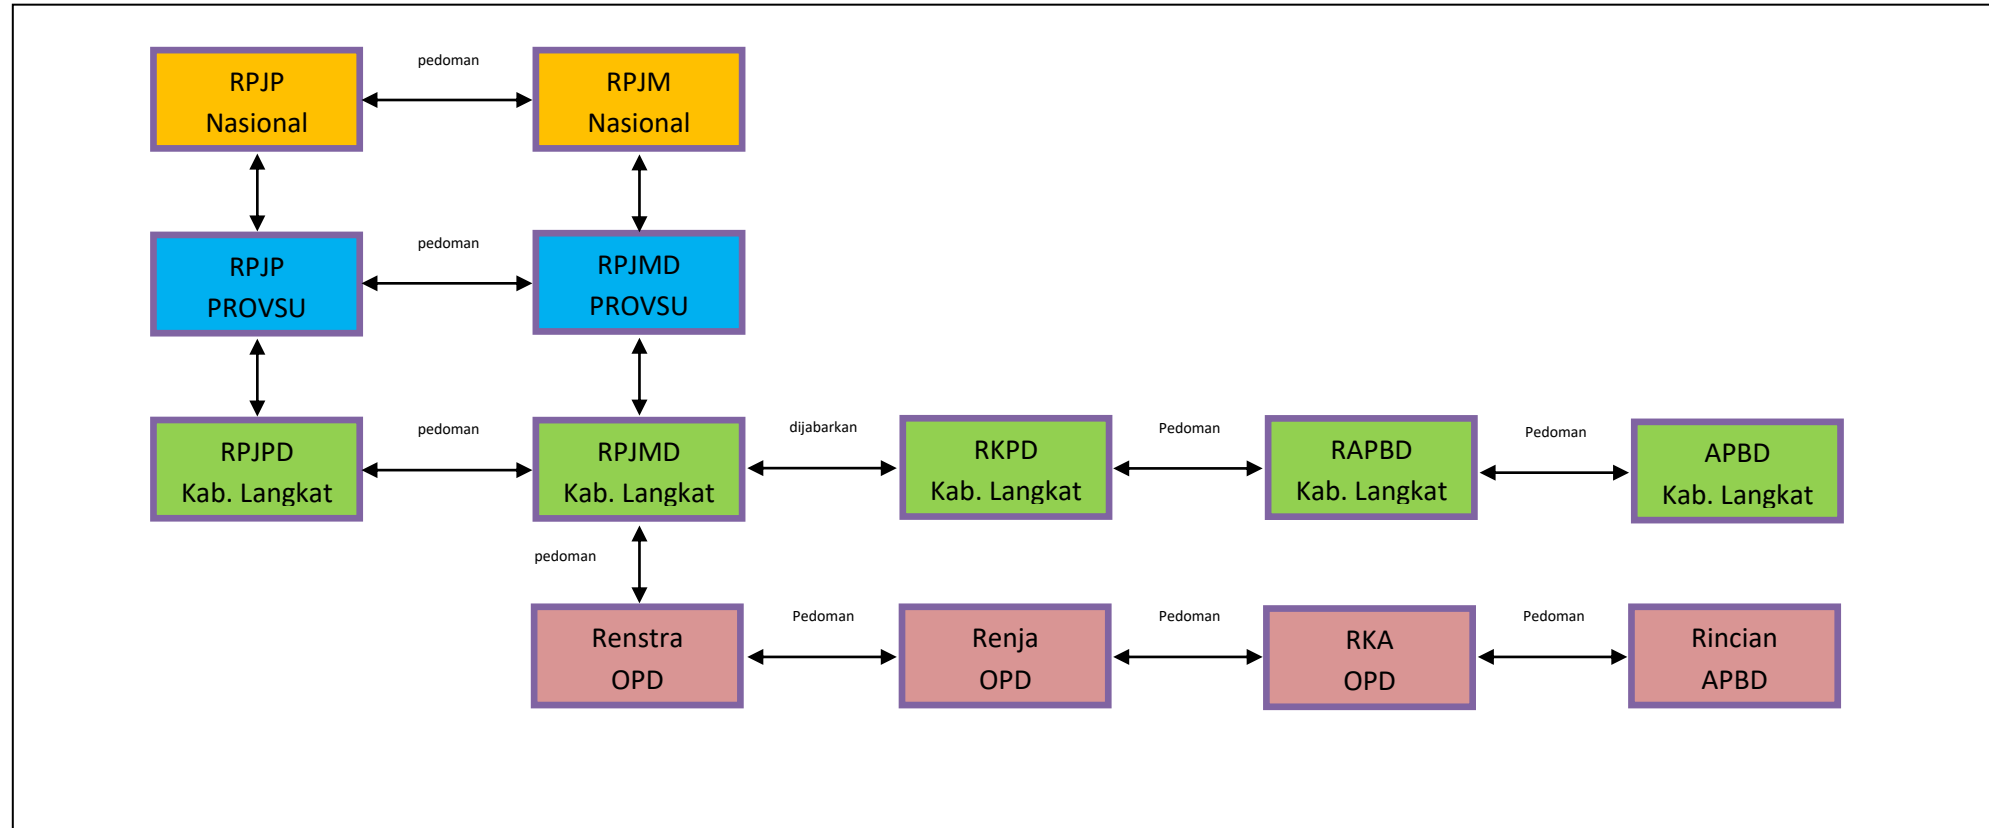 pedoman
RPJP
Nasional
RPJM
Nasional
pedoman
RPJP
PROVSU
RPJMD
PROVSU
pedoman
dijabarkan
Pedoman
Pedoman
RPJPD
Kab. Langkat
RPJMD
Kab. Langkat
RKPD
Kab. Langkat
RAPBD
Kab. Langkat
APBD
Kab. Langkat
pedoman
Pedoman
Pedoman
Pedoman
Renstra
OPD
Renja
OPD
RKA
OPD
Rincian
APBD